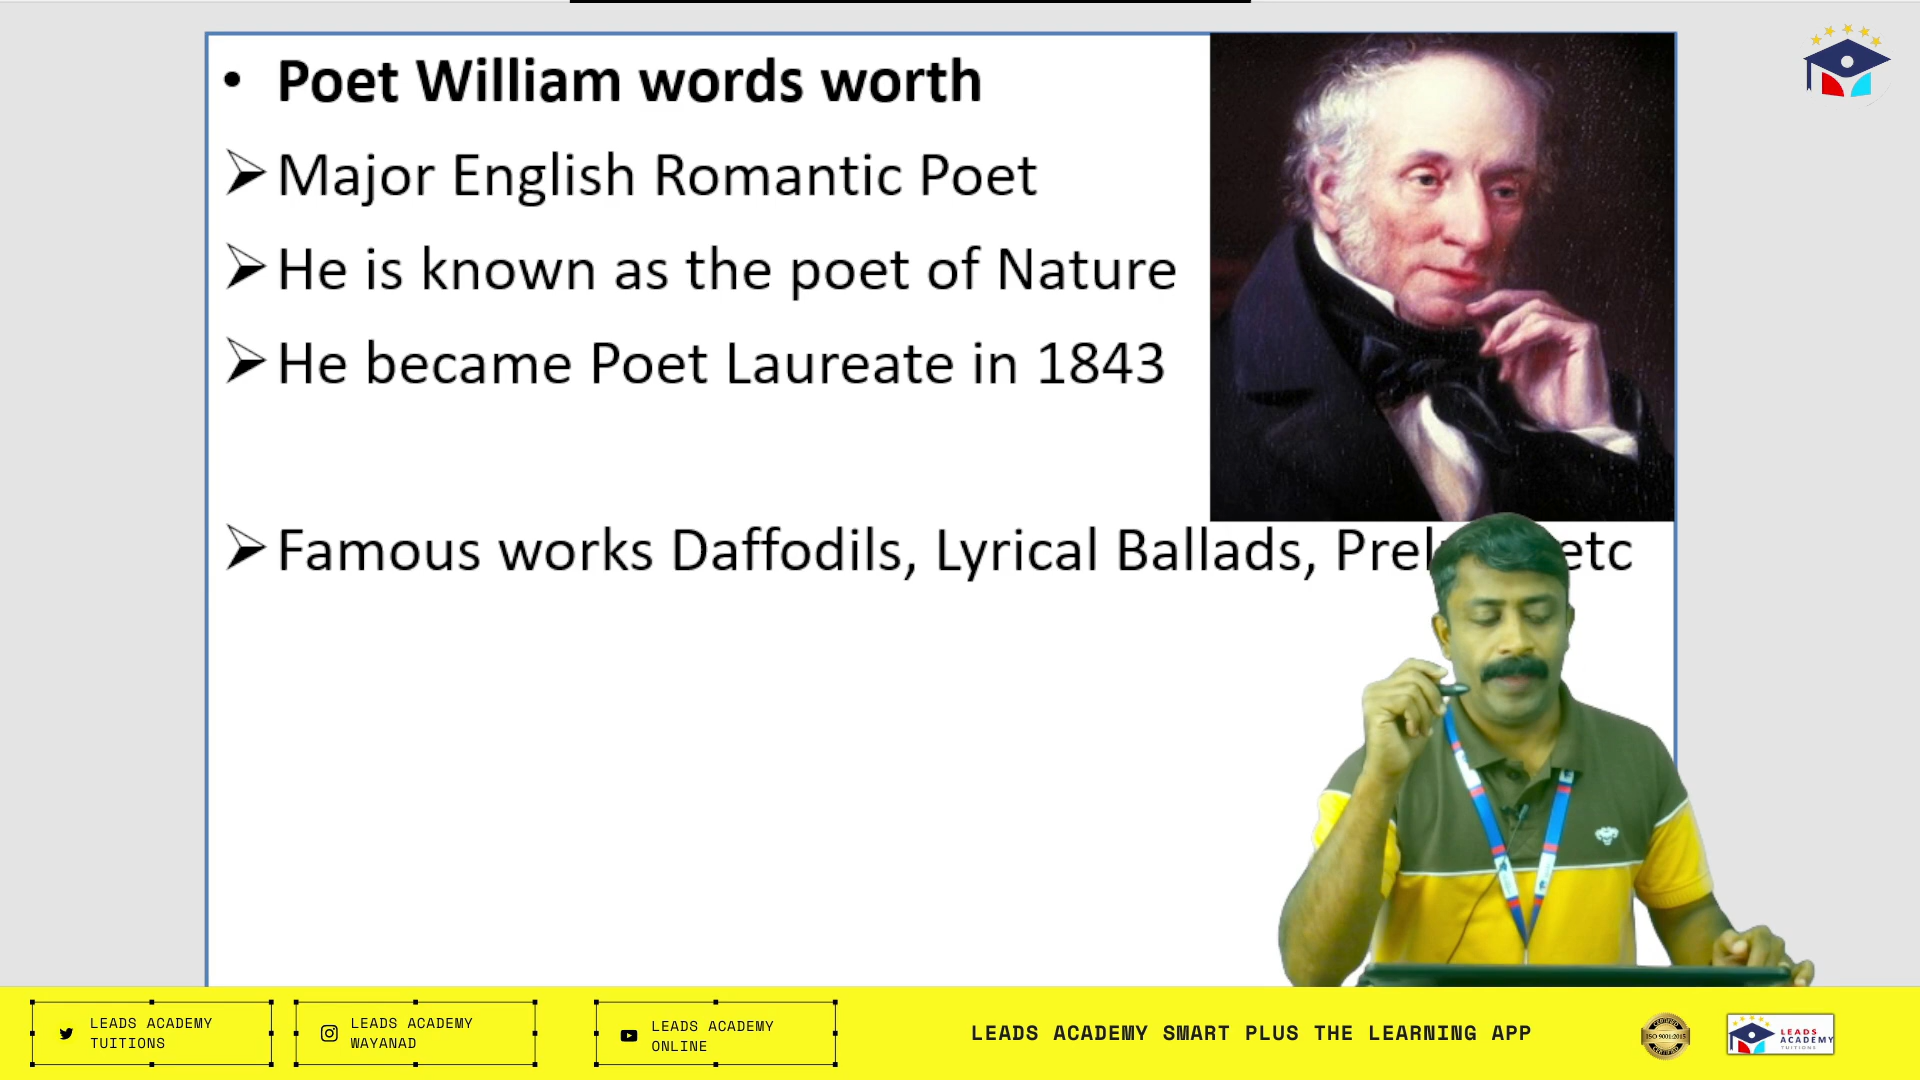 • Poet William words worth
➢ Major English Romantic Poet
➢ He is known as the poet of Nature
➢ He became Poet Laureate in 1843
➢ Famous works Daffodils, Lyrical Ballads, etc
LEADS ACADEMY
TUITIONS
LEADS ACADEMY
WAYANAD
LEADS ACADEMY
ONLINE
LEADS ACADEMY SMART PLUS THE LEARNING APP
CERTIFIED
ISO 9001:2015
CERTIFIED
LEADS
ACADEMY
TUITIONS